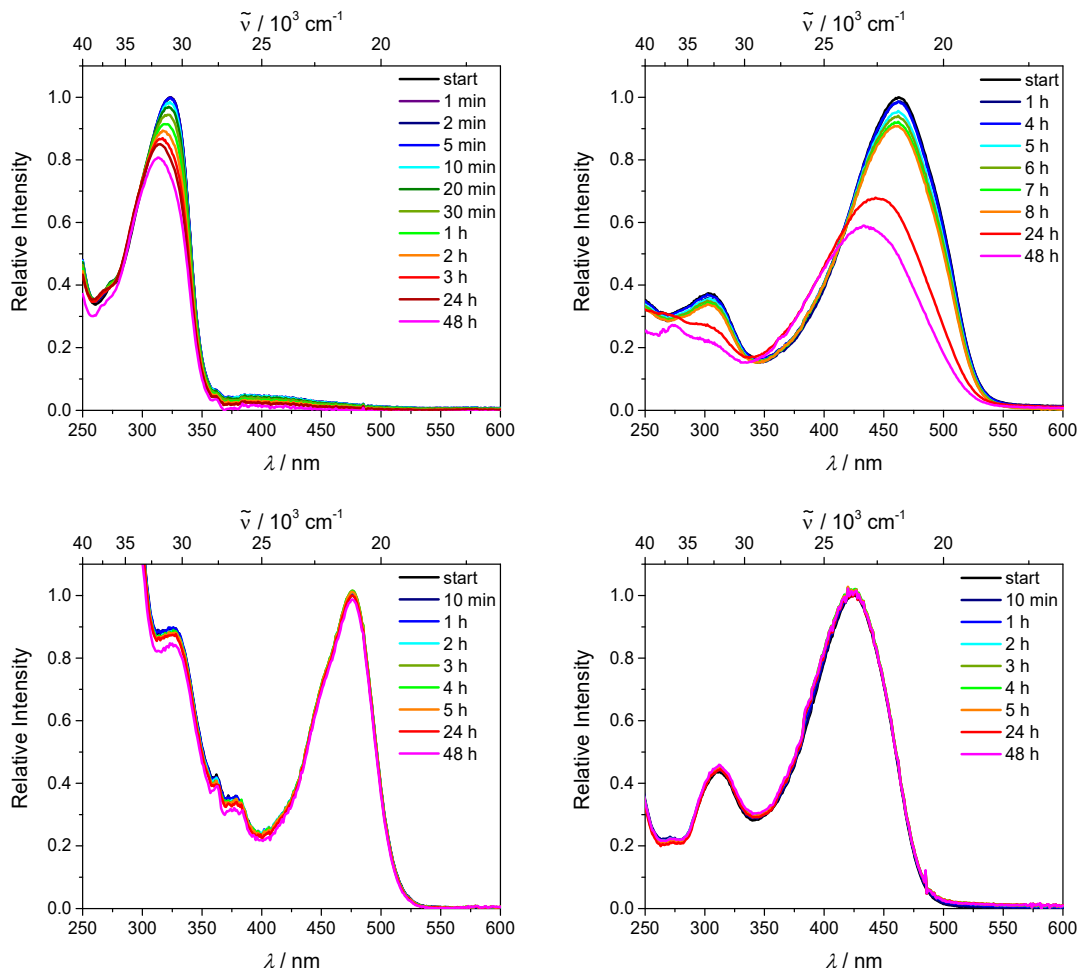 ν̃ / 10³ cm⁻¹
40 35 30 25 20
Relative Intensity
1.0
0.8
0.6
0.4
0.2
0.0
start
1 min
2 min
5 min
10 min
20 min
30 min
1 h
2 h
3 h
24 h
48 h
250 300 350 400 450 500 550 600
λ / nm
ν̃ / 10³ cm⁻¹
40 35 30 25 20
Relative Intensity
1.0
0.8
0.6
0.4
0.2
0.0
start
1 h
4 h
5 h
6 h
7 h
8 h
24 h
48 h
250 300 350 400 450 500 550 600
λ / nm
ν̃ / 10³ cm⁻¹
40 35 30 25 20
Relative Intensity
1.0
0.8
0.6
0.4
0.2
0.0
start
10 min
1 h
2 h
3 h
4 h
5 h
24 h
48 h
250 300 350 400 450 500 550 600
λ / nm
ν̃ / 10³ cm⁻¹
40 35 30 25 20
Relative Intensity
1.0
0.8
0.6
0.4
0.2
0.0
start
10 min
1 h
2 h
3 h
4 h
5 h
24 h
48 h
250 300 350 400 450 500 550 600
λ / nm